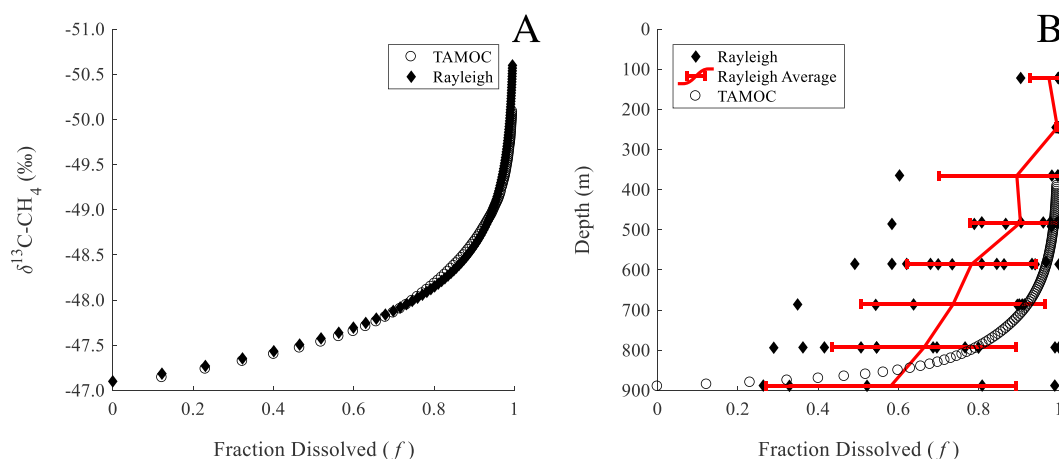 A
-51.0
-50.5
-50.0
-49.5
-49.0
-48.5
-48.0
-47.5
-47.0
δ¹³C-CH₄ (‰)
TAMOC
Rayleigh
0
0.2
0.4
0.6
0.8
1
Fraction Dissolved (f)
B
0
100
200
300
400
500
600
700
800
900
Depth (m)
Rayleigh
Rayleigh Average
TAMOC
0
0.2
0.4
0.6
0.8
1
Fraction Dissolved (f)